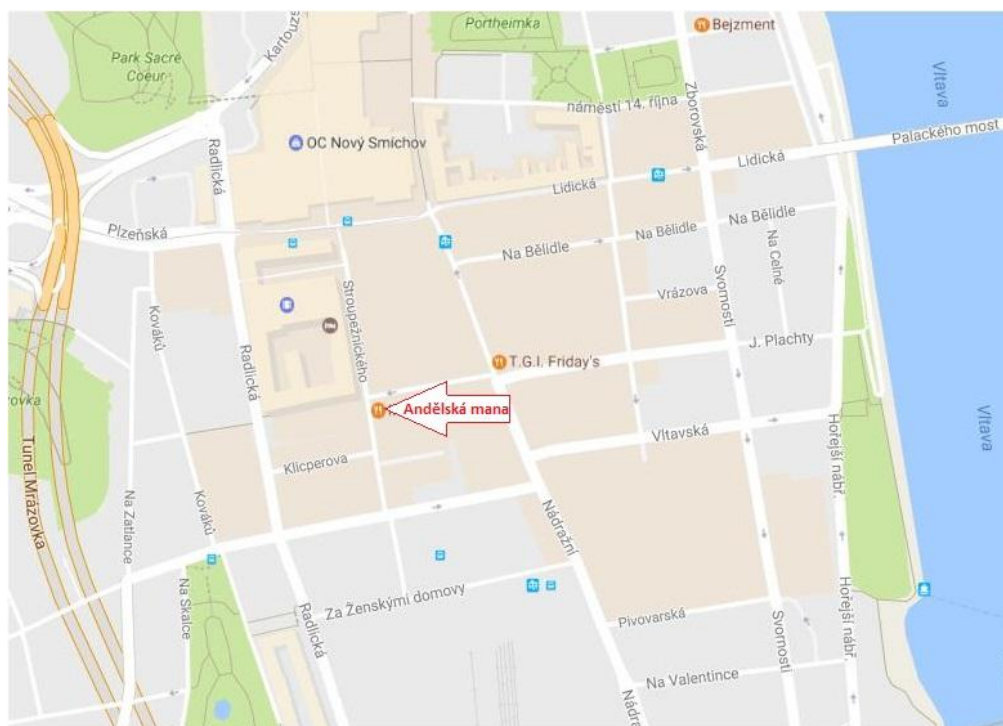 Portheimka
Bejzment
Park Sacré
Coeur
Kartouz
Vltava
náměstí 14. října
Zborovská
Palackého most
OC Nový Smíchov
Radlická
Lidická
Lidická
Plzeňská
Na Bělidle
Na Bělidle
Na Bělidle
Na Celné
Stroupežnického
Vrázova
Svornosti
Kováků
Radlická
T.G.I. Friday's
J. Plachty
Andělská mana
Vltava
Tunel Mrázovka
Klicperova
Vltavská
Hořejší nábř.
Na Zatlance
Kováků
Nádražní
Na Skalce
Za Ženskými domovy
Hořejší nábř.
Radlická
Pivovarská
Svornosti
Na Valentince
Nádr